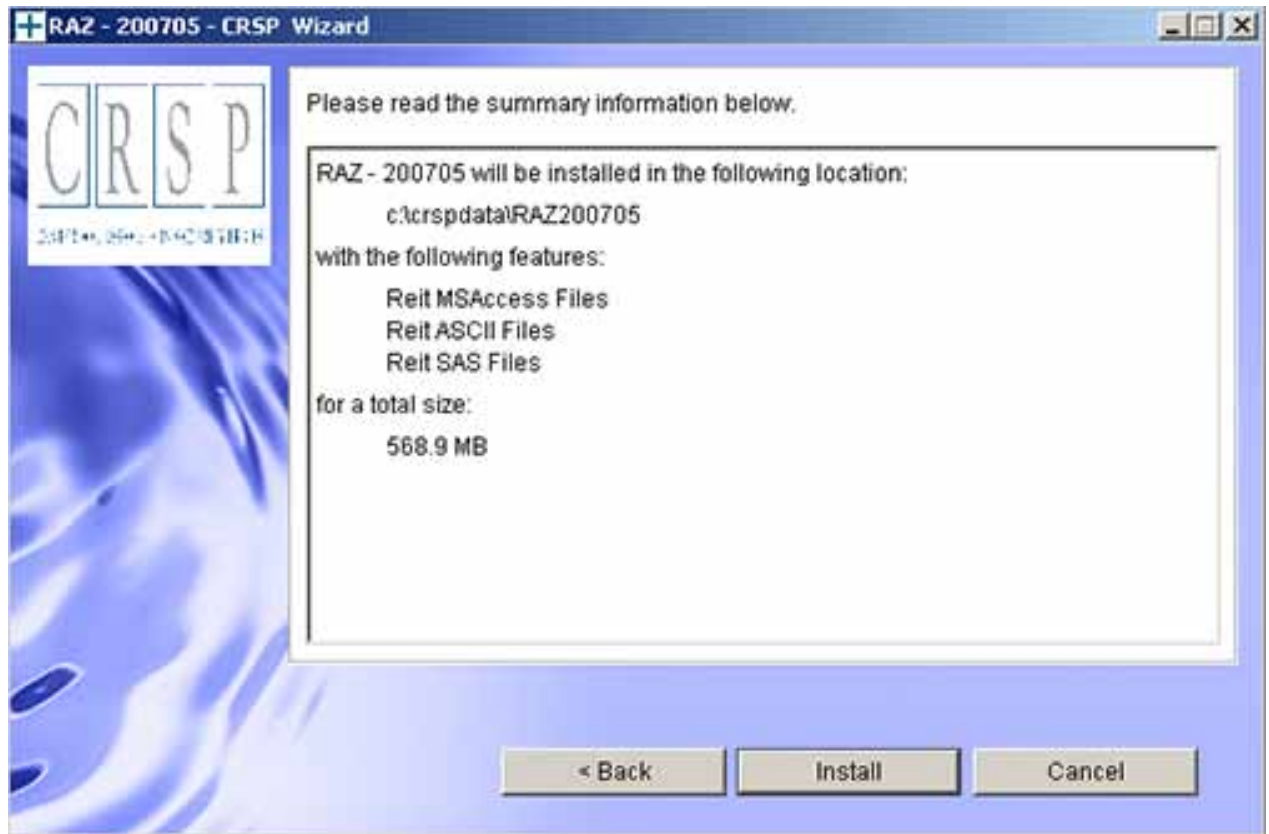 RAZ - 200705 - CRSP Wizard
CRSP
Please read the summary information below.
RAZ - 200705 will be installed in the following location:
c:\crspdata\RAZ200705
with the following features:
Reit MSAccess Files
Reit ASCII Files
Reit SAS Files
for a total size:
568.9 MB
< Back
Install
Cancel